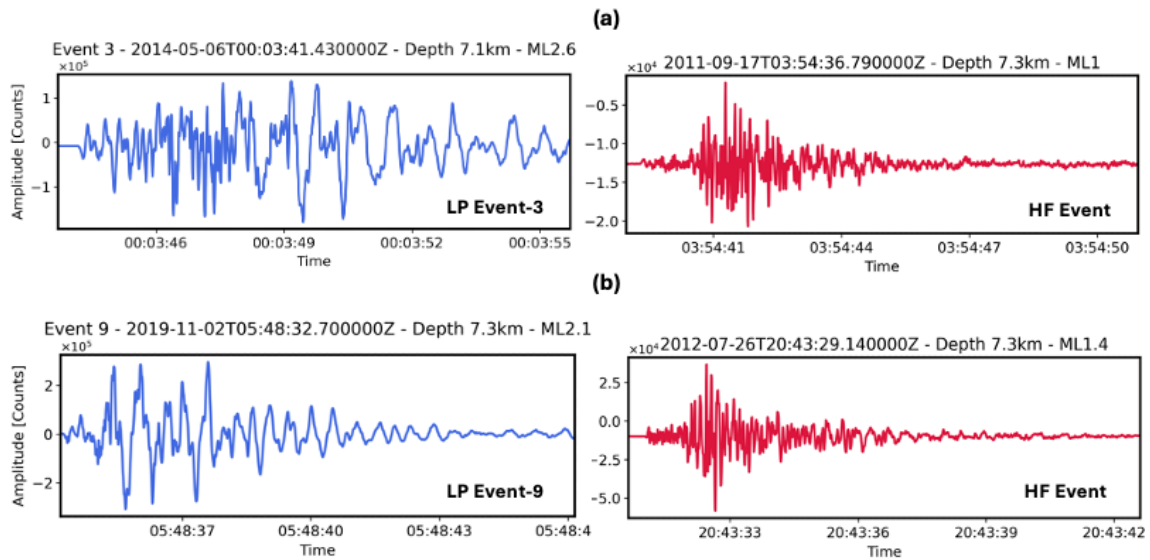 (a)
Event 3 - 2014-05-06T00:03:41.430000Z - Depth 7.1km - ML2.6
×10⁵
Amplitude [Counts]
1
0
−1
LP Event-3
00:03:46 00:03:49 00:03:52 00:03:55
Time
×10⁴ 2011-09-17T03:54:36.790000Z - Depth 7.3km - ML1
−0.5
−1.0
−1.5
−2.0
HF Event
03:54:41 03:54:44 03:54:47 03:54:50
Time
(b)
Event 9 - 2019-11-02T05:48:32.700000Z - Depth 7.3km - ML2.1
×10⁵
Amplitude [Counts]
2
0
−2
LP Event-9
05:48:37 05:48:40 05:48:43 05:48:4
Time
×10⁴ 2012-07-26T20:43:29.140000Z - Depth 7.3km - ML1.4
2.5
0.0
−2.5
−5.0
HF Event
20:43:33 20:43:36 20:43:39 20:43:42
Time